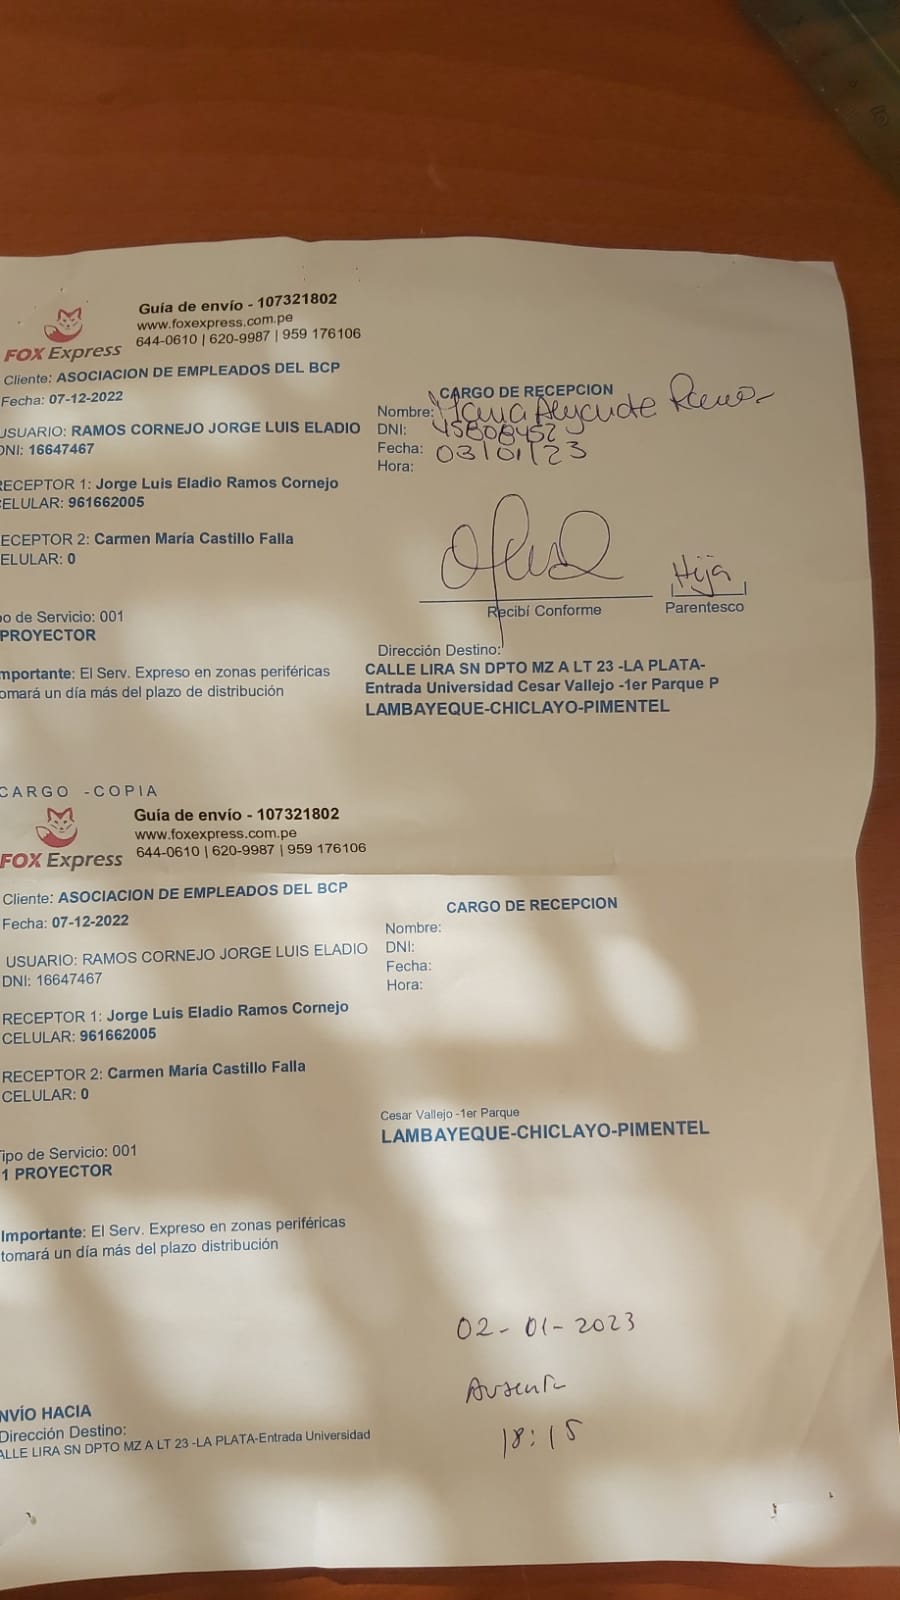 Guía de envío - 107321802
www.foxexpress.com.pe
644-0610 | 620-9987 | 959 176106
FOX Express
Cliente: ASOCIACION DE EMPLEADOS DEL BCP
Fecha: 07-12-2022
USUARIO: RAMOS CORNEJO JORGE LUIS ELADIO
DNI: 16647467
RECEPTOR 1: Jorge Luis Eladio Ramos Cornejo
CELULAR: 961662005
RECEPTOR 2: Carmen María Castillo Falla
ELULAR: 0
po de Servicio: 001
PROYECTOR
mportante: El Serv. Expreso en zonas periféricas
omará un día más del plazo de distribución
CARGO DE RECEPCION
Nombre: Ramos
DNI: 45808452
Fecha: 03/01/23
Hora:
Hija
Recibí Conforme
Parentesco
Dirección Destino:
CALLE LIRA SN DPTO MZ A LT 23 -LA PLATA-
Entrada Universidad Cesar Vallejo -1er Parque P
LAMBAYEQUE-CHICLAYO-PIMENTEL
CARGO -COPIA
Guía de envío - 107321802
www.foxexpress.com.pe
644-0610 | 620-9987 | 959 176106
FOX Express
Cliente: ASOCIACION DE EMPLEADOS DEL BCP
Fecha: 07-12-2022
USUARIO: RAMOS CORNEJO JORGE LUIS ELADIO
DNI: 16647467
RECEPTOR 1: Jorge Luis Eladio Ramos Cornejo
CELULAR: 961662005
RECEPTOR 2: Carmen María Castillo Falla
CELULAR: 0
Tipo de Servicio: 001
1 PROYECTOR
Importante: El Serv. Expreso en zonas periféricas
tomará un día más del plazo distribución
CARGO DE RECEPCION
Nombre:
DNI:
Fecha:
Hora:
Cesar Vallejo -1er Parque
LAMBAYEQUE-CHICLAYO-PIMENTEL
02-01-2023
Ausente
18:15
NVÍO HACIA
Dirección Destino:
ALLE LIRA SN DPTO MZ A LT 23 -LA PLATA-Entrada Universidad